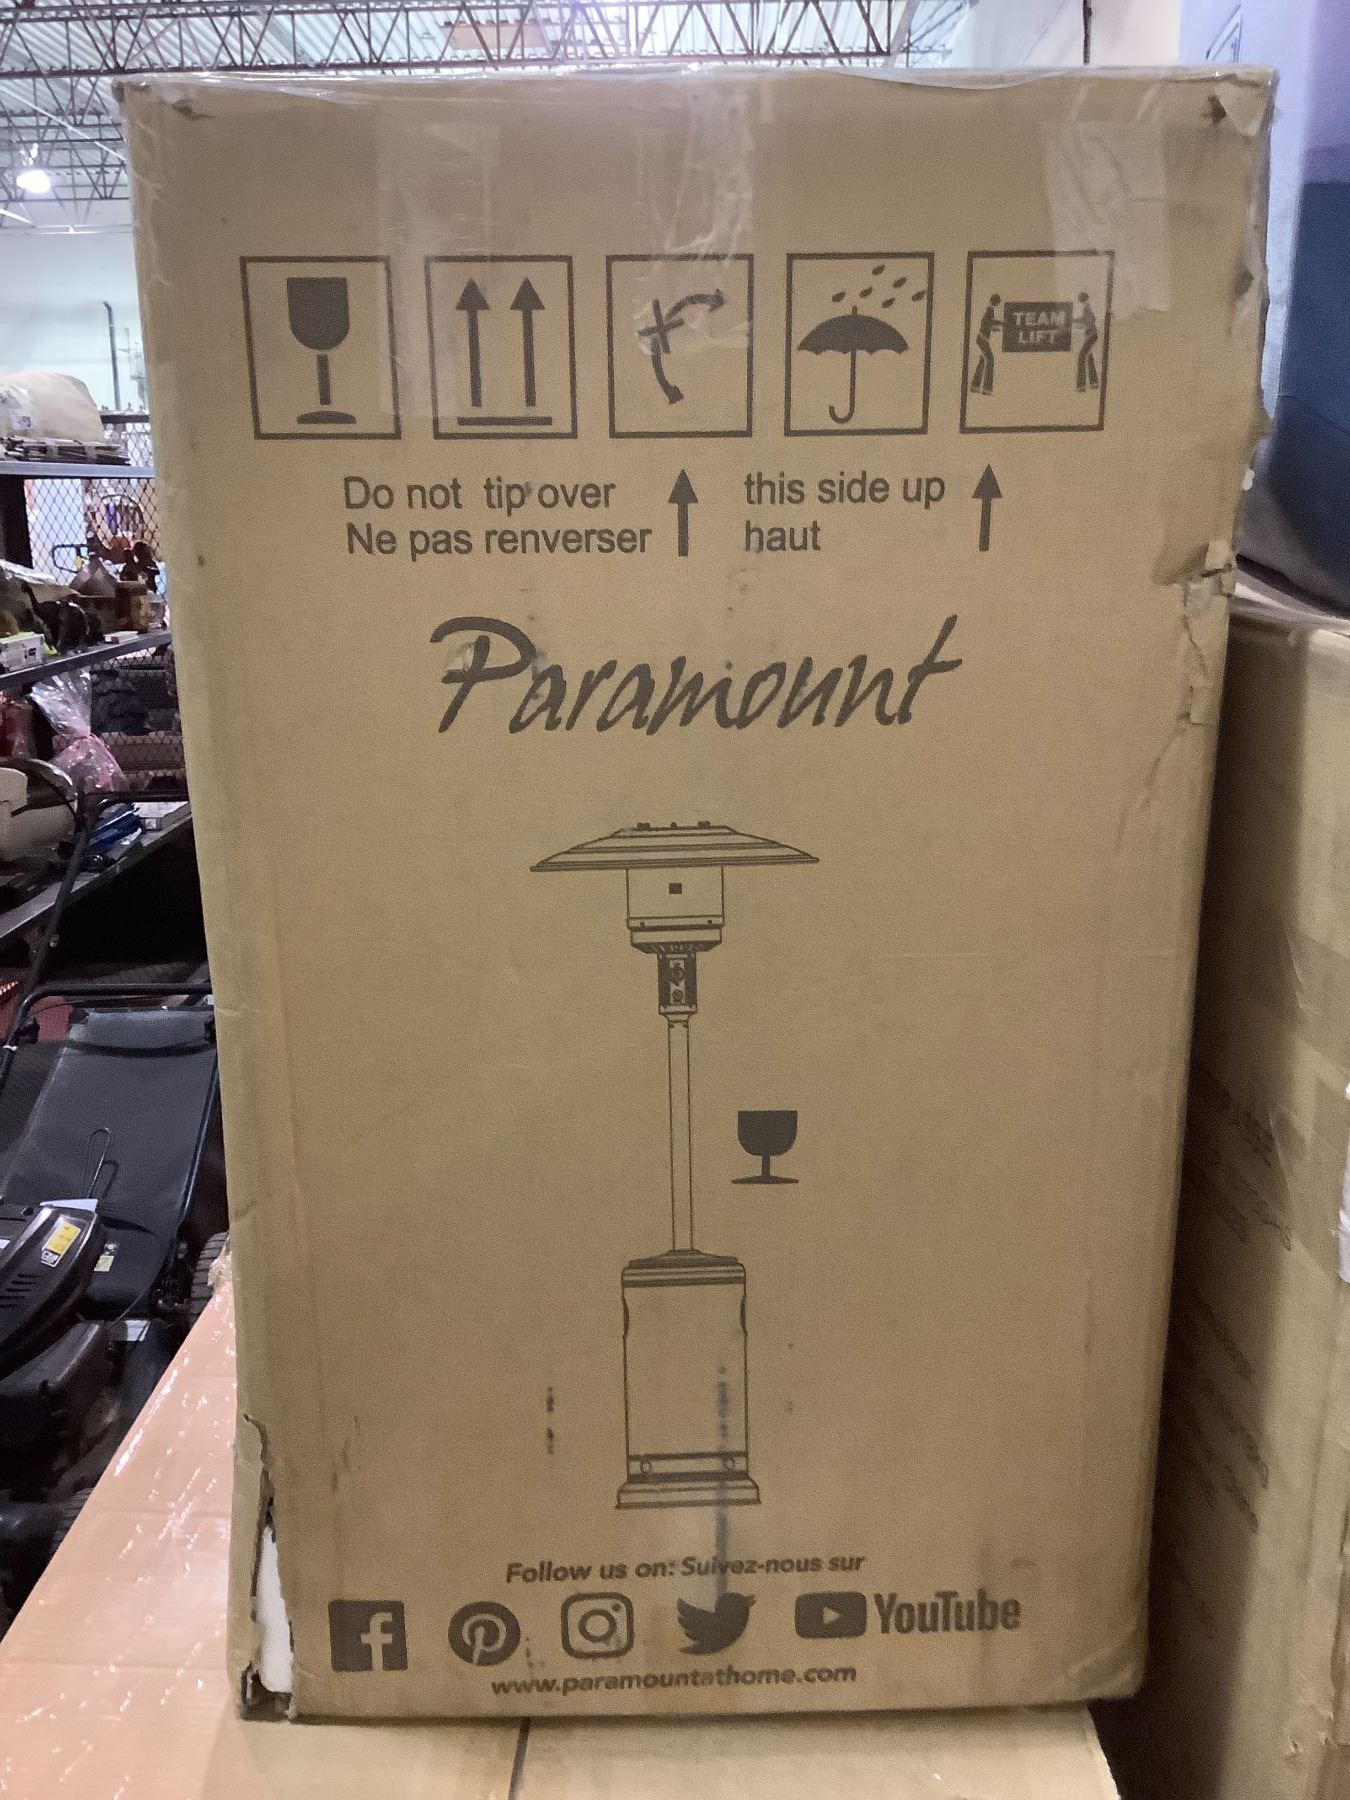 TEAM
LIFT
Do not tip over
Ne pas renverser
this side up
haut
Paramount
Follow us on: Suivez-nous sur
YouTube
www.paramountathome.com